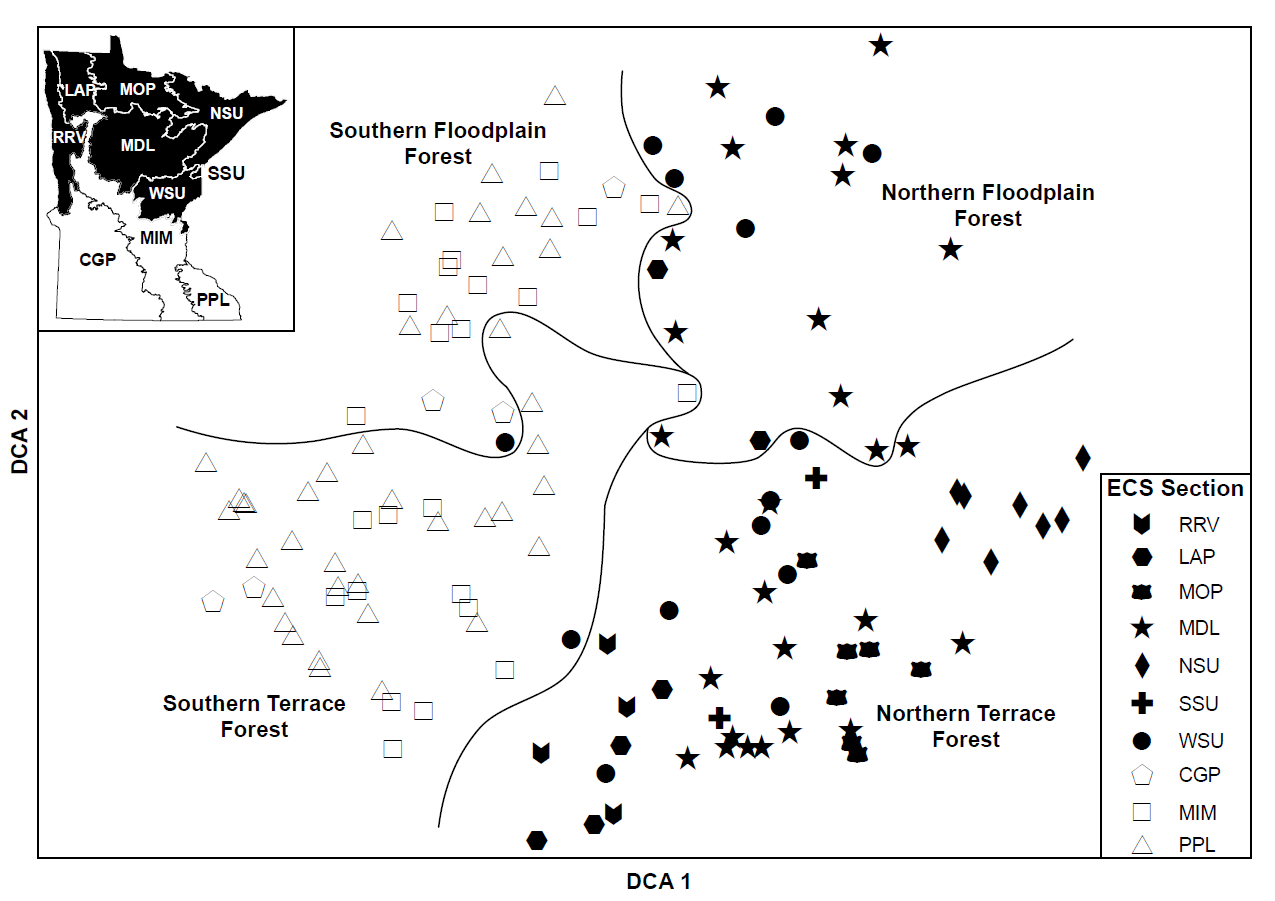 LAP
MOP
NSU
RRV
MDL
SSU
WSU
MIM
CGP
PPL
Southern Floodplain
Forest
Northern Floodplain
Forest
Southern Terrace
Forest
Northern Terrace
Forest
ECS Section
RRV
LAP
MOP
MDL
NSU
SSU
WSU
CGP
MIM
PPL
DCA 2
DCA 1